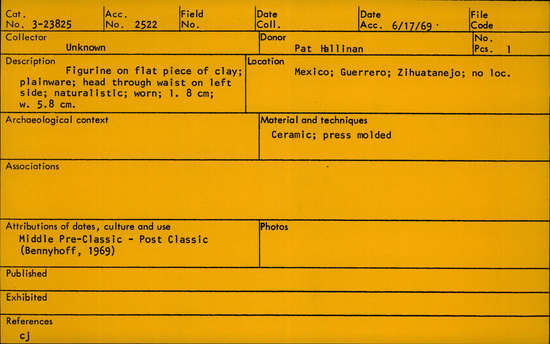 Cat. No. 3-23825 Acc. No. 2522 Field No. Date Coll. Date Acc. 6/17/69 File Code
Collector Unknown Donor Pat Hallinan No. Pcs. 1
Description Figurine on flat piece of clay; Location
plainware; head through waist on left Mexico; Guerrero; Zihuatanejo; no loc.
side; naturalistic; worn; l. 8 cm;
w. 5.8 cm.
Archaeological context Material and techniques
Ceramic; press molded
Associations
Attributions of dates, culture and use Photos
Middle Pre-Classic - Post Classic
(Bennyhoff, 1969)
Published
Exhibited
References
cj